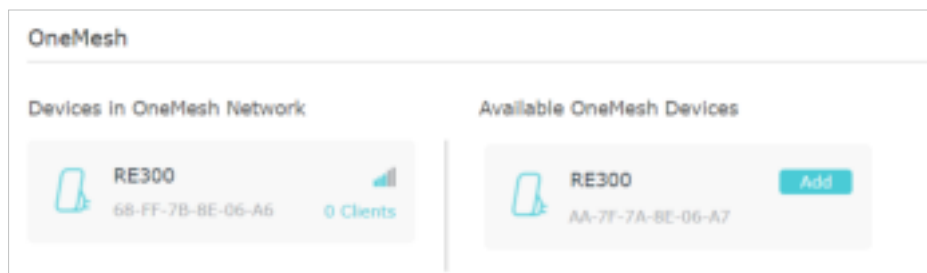 OneMesh
Devices in OneMesh Network
RE300
68-FF-7B-8E-06-A6
0 Clients
Available OneMesh Devices
RE300
Add
AA-7F-7A-8E-06-A7